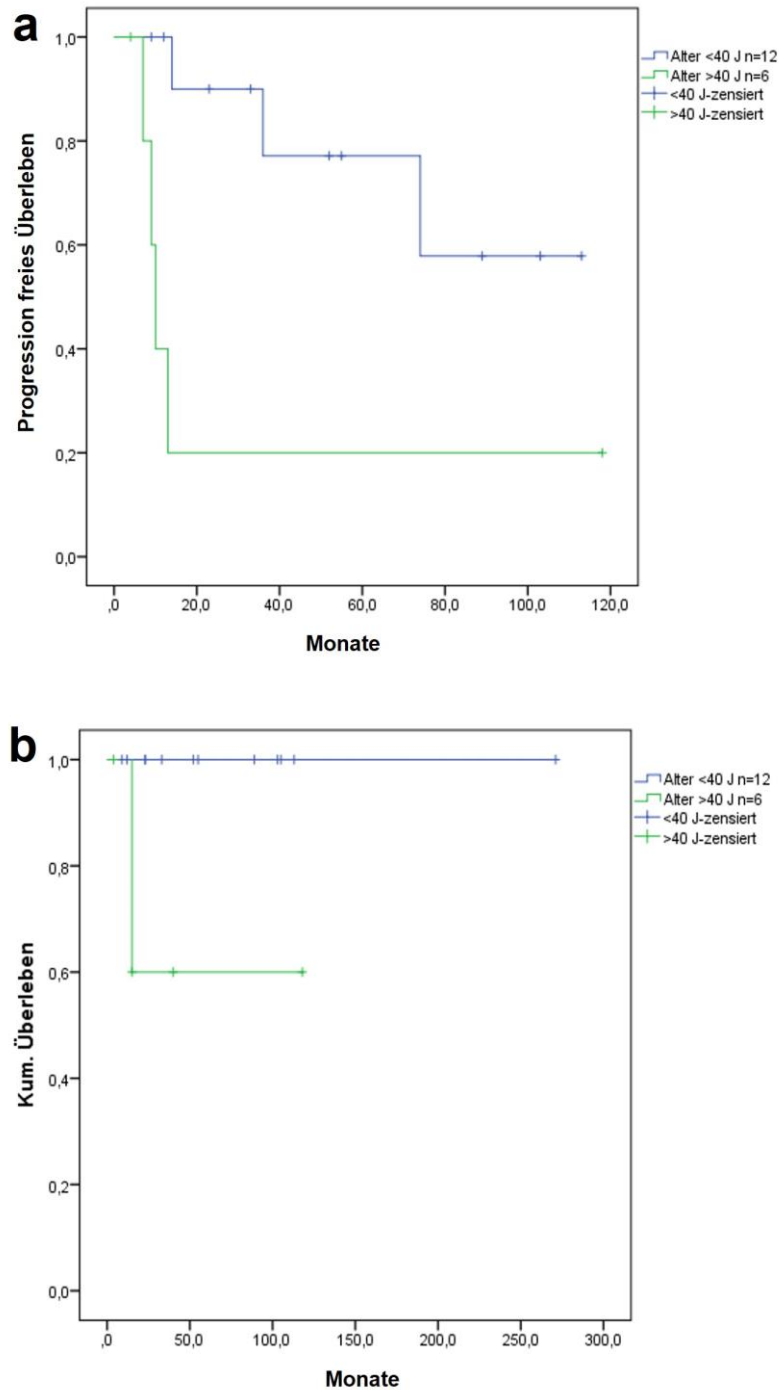 a
1,0
0,8
0,6
0,4
0,2
0,0
Progression freies Überleben
,0 20,0 40,0 60,0 80,0 100,0 120,0
Monate
Alter <40 J n=12
Alter >40 J n=6
<40 J-zensiert
>40 J-zensiert
b
1,0
0,8
0,6
0,4
0,2
0,0
Kum. Überleben
,0 50,0 100,0 150,0 200,0 250,0 300,0
Monate
Alter <40 J n=12
Alter >40 J n=6
<40 J-zensiert
>40 J-zensiert